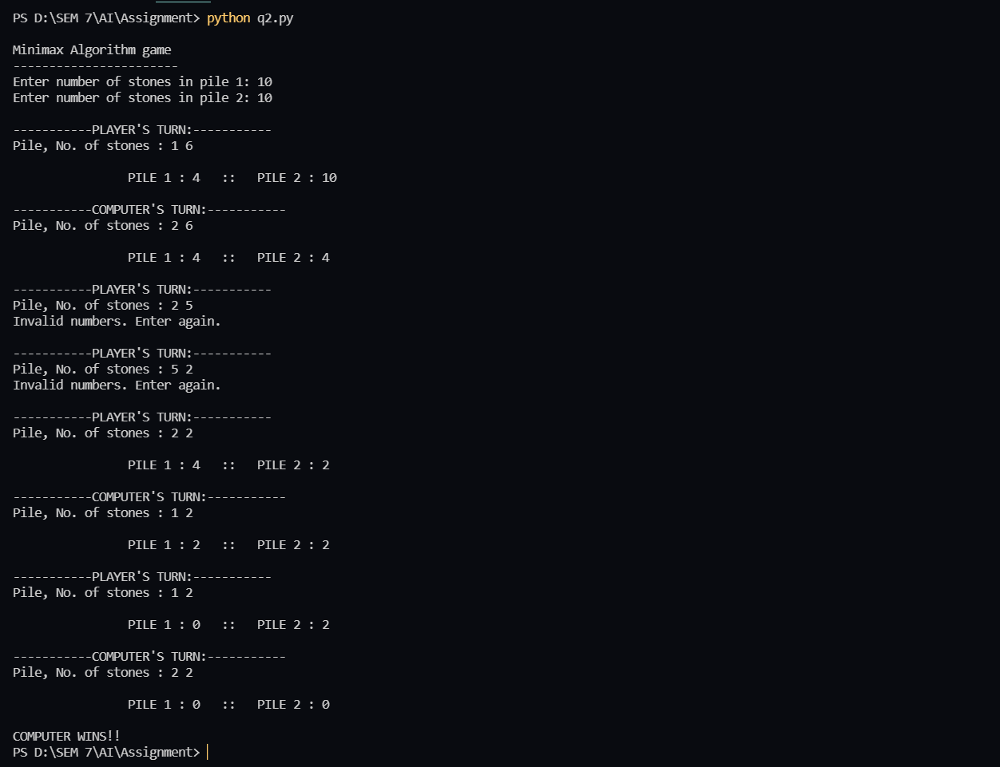 PS D:\SEM 7\AI\Assignment> python q2.py
Minimax Algorithm game
-----------------------
Enter number of stones in pile 1: 10
Enter number of stones in pile 2: 10
-----------PLAYER'S TURN:-----------
Pile, No. of stones : 1 6
PILE 1 : 4   ::   PILE 2 : 10
-----------COMPUTER'S TURN:-----------
Pile, No. of stones : 2 6
PILE 1 : 4   ::   PILE 2 : 4
-----------PLAYER'S TURN:-----------
Pile, No. of stones : 2 5
Invalid numbers. Enter again.
-----------PLAYER'S TURN:-----------
Pile, No. of stones : 5 2
Invalid numbers. Enter again.
-----------PLAYER'S TURN:-----------
Pile, No. of stones : 2 2
PILE 1 : 4   ::   PILE 2 : 2
-----------COMPUTER'S TURN:-----------
Pile, No. of stones : 1 2
PILE 1 : 2   ::   PILE 2 : 2
-----------PLAYER'S TURN:-----------
Pile, No. of stones : 1 2
PILE 1 : 0   ::   PILE 2 : 2
-----------COMPUTER'S TURN:-----------
Pile, No. of stones : 2 2
PILE 1 : 0   ::   PILE 2 : 0
COMPUTER WINS!!
PS D:\SEM 7\AI\Assignment>